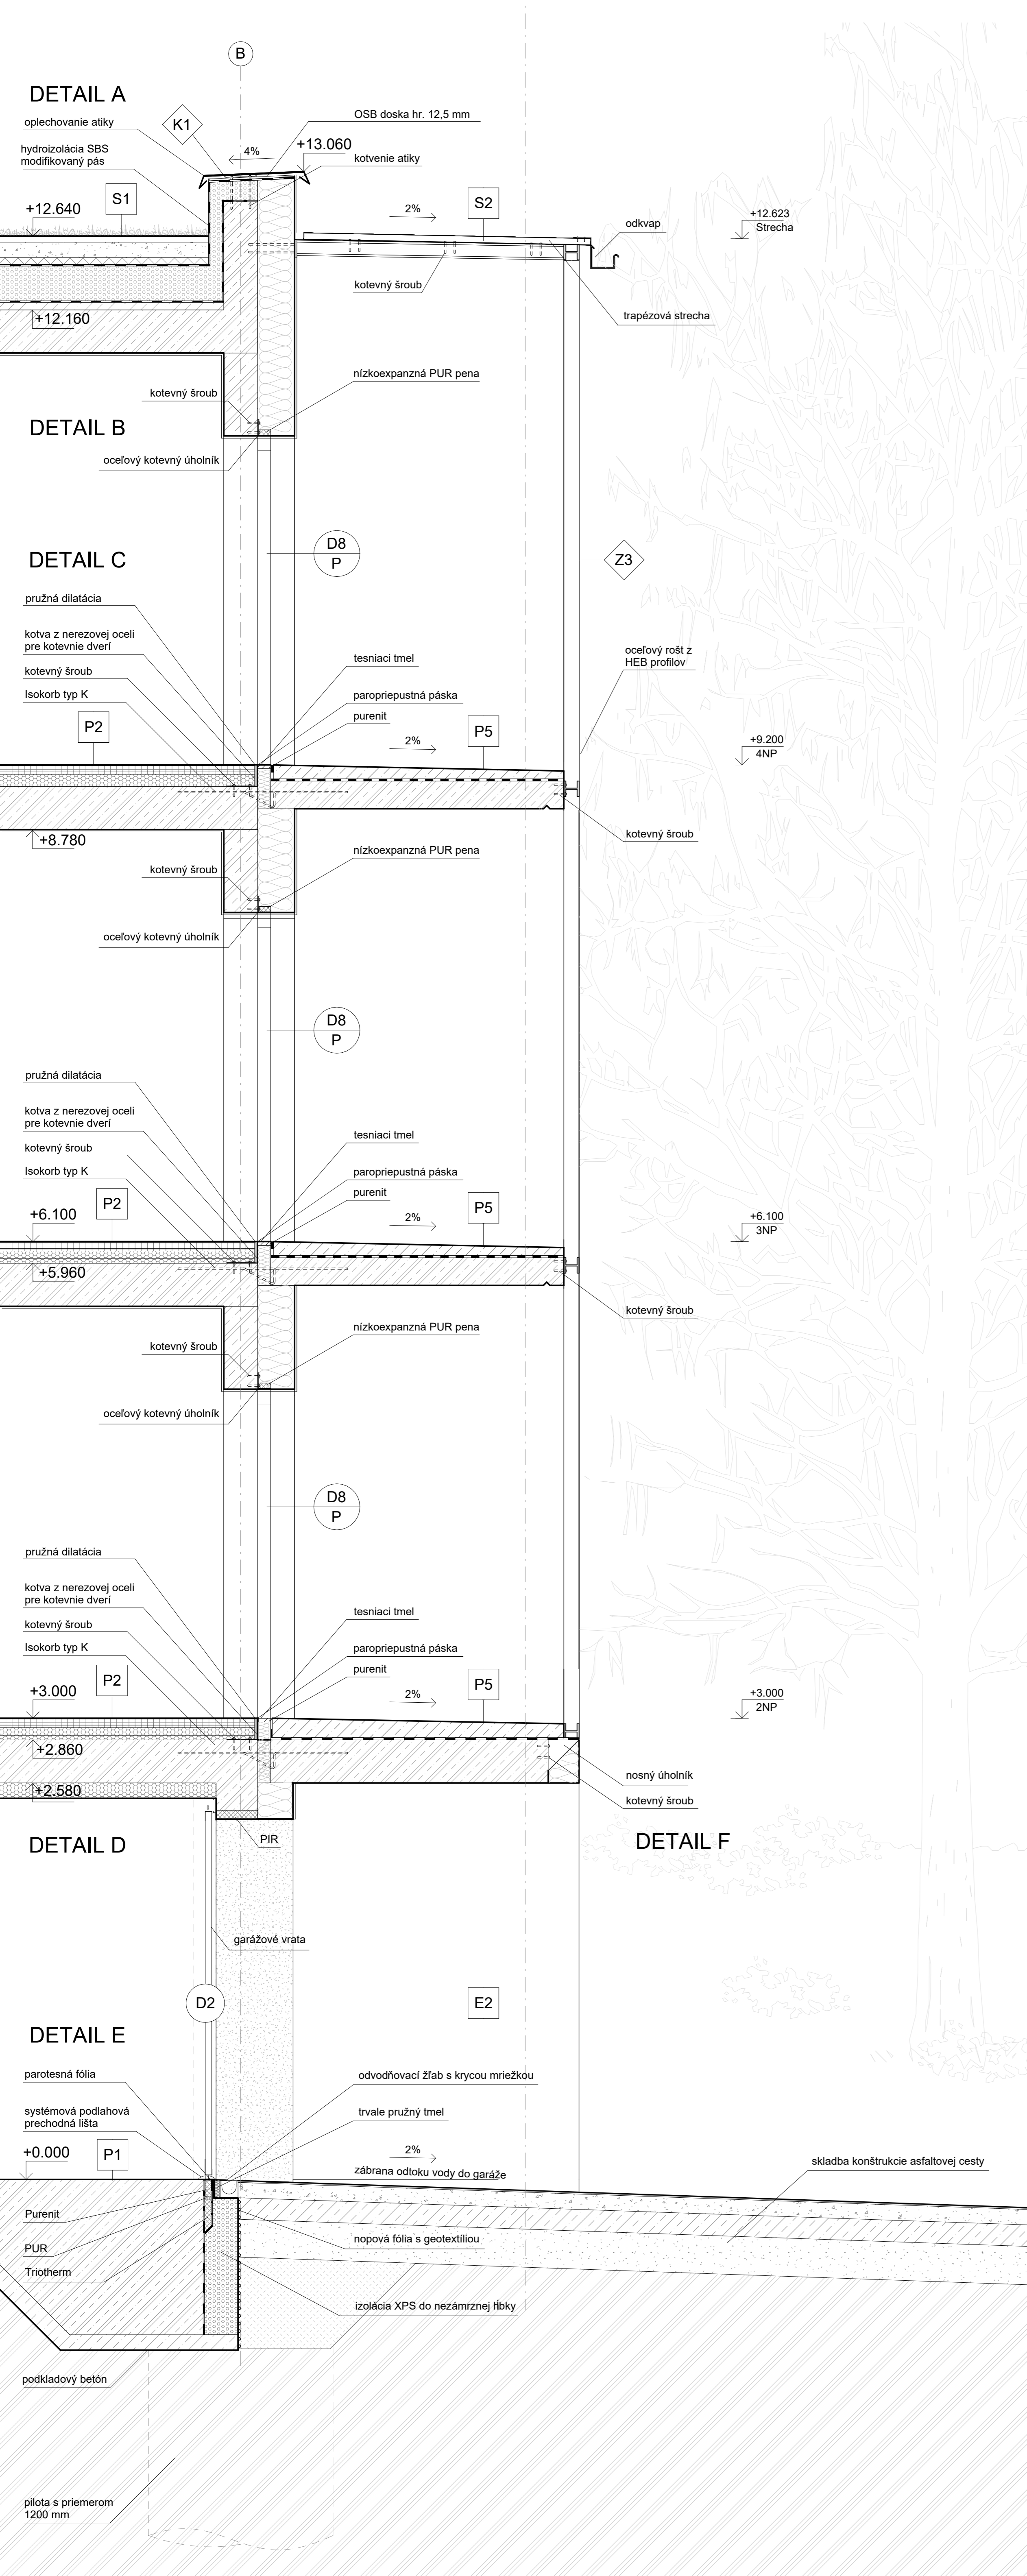 B
DETAIL A
oplechovanie atiky
K1
OSB doska hr. 12,5 mm
4%
+13.060
kotvenie atiky
hydroizolácia SBS
modifikovaný pás
S1
+12.640
2%
S2
odkvap
+12.623
Strecha
kotevný šroub
trapézová strecha
+12.160
nízkoexpanzná PUR pena
kotevný šroub
DETAIL B
oceľový kotevný úholník
D8
P
DETAIL C
Z3
pružná dilatácia
kotva z nerezovej oceli
pre kotevnie dverí
oceľový rošt z
HEB profilov
tesniaci tmel
kotevný šroub
Isokorb typ K
paropriepustná páska
purenit
P2
2%
P5
+9.200
4NP
kotevný šroub
+8.780
nízkoexpanzná PUR pena
kotevný šroub
oceľový kotevný úholník
D8
P
pružná dilatácia
kotva z nerezovej oceli
pre kotevnie dverí
tesniaci tmel
kotevný šroub
Isokorb typ K
paropriepustná páska
purenit
P2
+6.100
2%
P5
+6.100
3NP
+5.960
kotevný šroub
nízkoexpanzná PUR pena
kotevný šroub
oceľový kotevný úholník
D8
P
pružná dilatácia
kotva z nerezovej oceli
pre kotevnie dverí
tesniaci tmel
kotevný šroub
Isokorb typ K
paropriepustná páska
purenit
P2
+3.000
2%
P5
+3.000
2NP
+2.860
nosný úholník
+2.580
kotevný šroub
PIR
DETAIL D
DETAIL F
garážové vrata
D2
E2
DETAIL E
parotesná fólia
odvodňovací žľab s krycou mriežkou
systémová podlahová
prechodná lišta
trvale pružný tmel
+0.000
P1
2%
skladba konštrukcie asfaltovej cesty
zábrana odtoku vody do garáže
Purenit
nopová fólia s geotextíliou
PUR
Triotherm
izolácia XPS do nezámrznej hĺbky
podkladový betón
pilota s priemerom
1200 mm